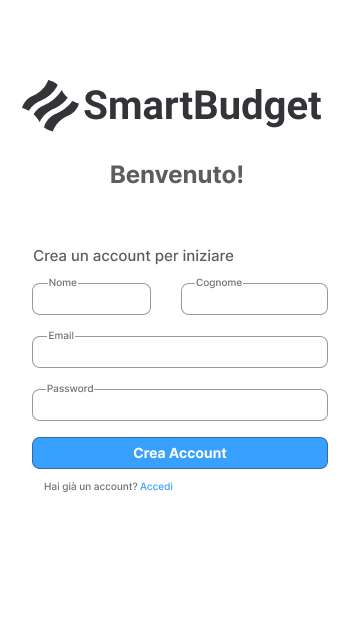 SmartBudget
Benvenuto!
Crea un account per iniziare
Nome Cognome
Email
Password
Crea Account
Hai già un account? Accedi